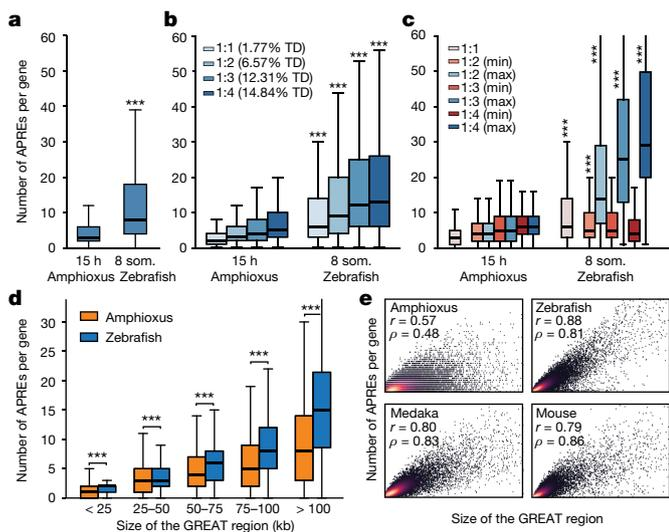 a
Number of APREs per gene
60
50
40
30
20
10
0
***
15 h
8 som.
Amphioxus
Zebrafish
b
60
50
40
30
20
10
0
1:1 (1.77% TD)
1:2 (6.57% TD)
1:3 (12.31% TD)
1:4 (14.84% TD)
***
***
***
***
15 h
8 som.
Amphioxus
Zebrafish
c
60
50
40
30
20
10
0
1:1
1:2 (min)
1:2 (max)
1:3 (min)
1:3 (max)
1:4 (min)
1:4 (max)
***
***
***
***
***
15 h
8 som.
Amphioxus
Zebrafish
d
Number of APREs per gene
30
25
20
15
10
5
0
Amphioxus
Zebrafish
***
***
***
***
***
< 25
25–50
50–75
75–100
> 100
Size of the GREAT region (kb)
e
Number of APREs per gene
Amphioxus
r = 0.57
ρ = 0.48
Zebrafish
r = 0.88
ρ = 0.81
Medaka
r = 0.80
ρ = 0.83
Mouse
r = 0.79
ρ = 0.86
Size of the GREAT region